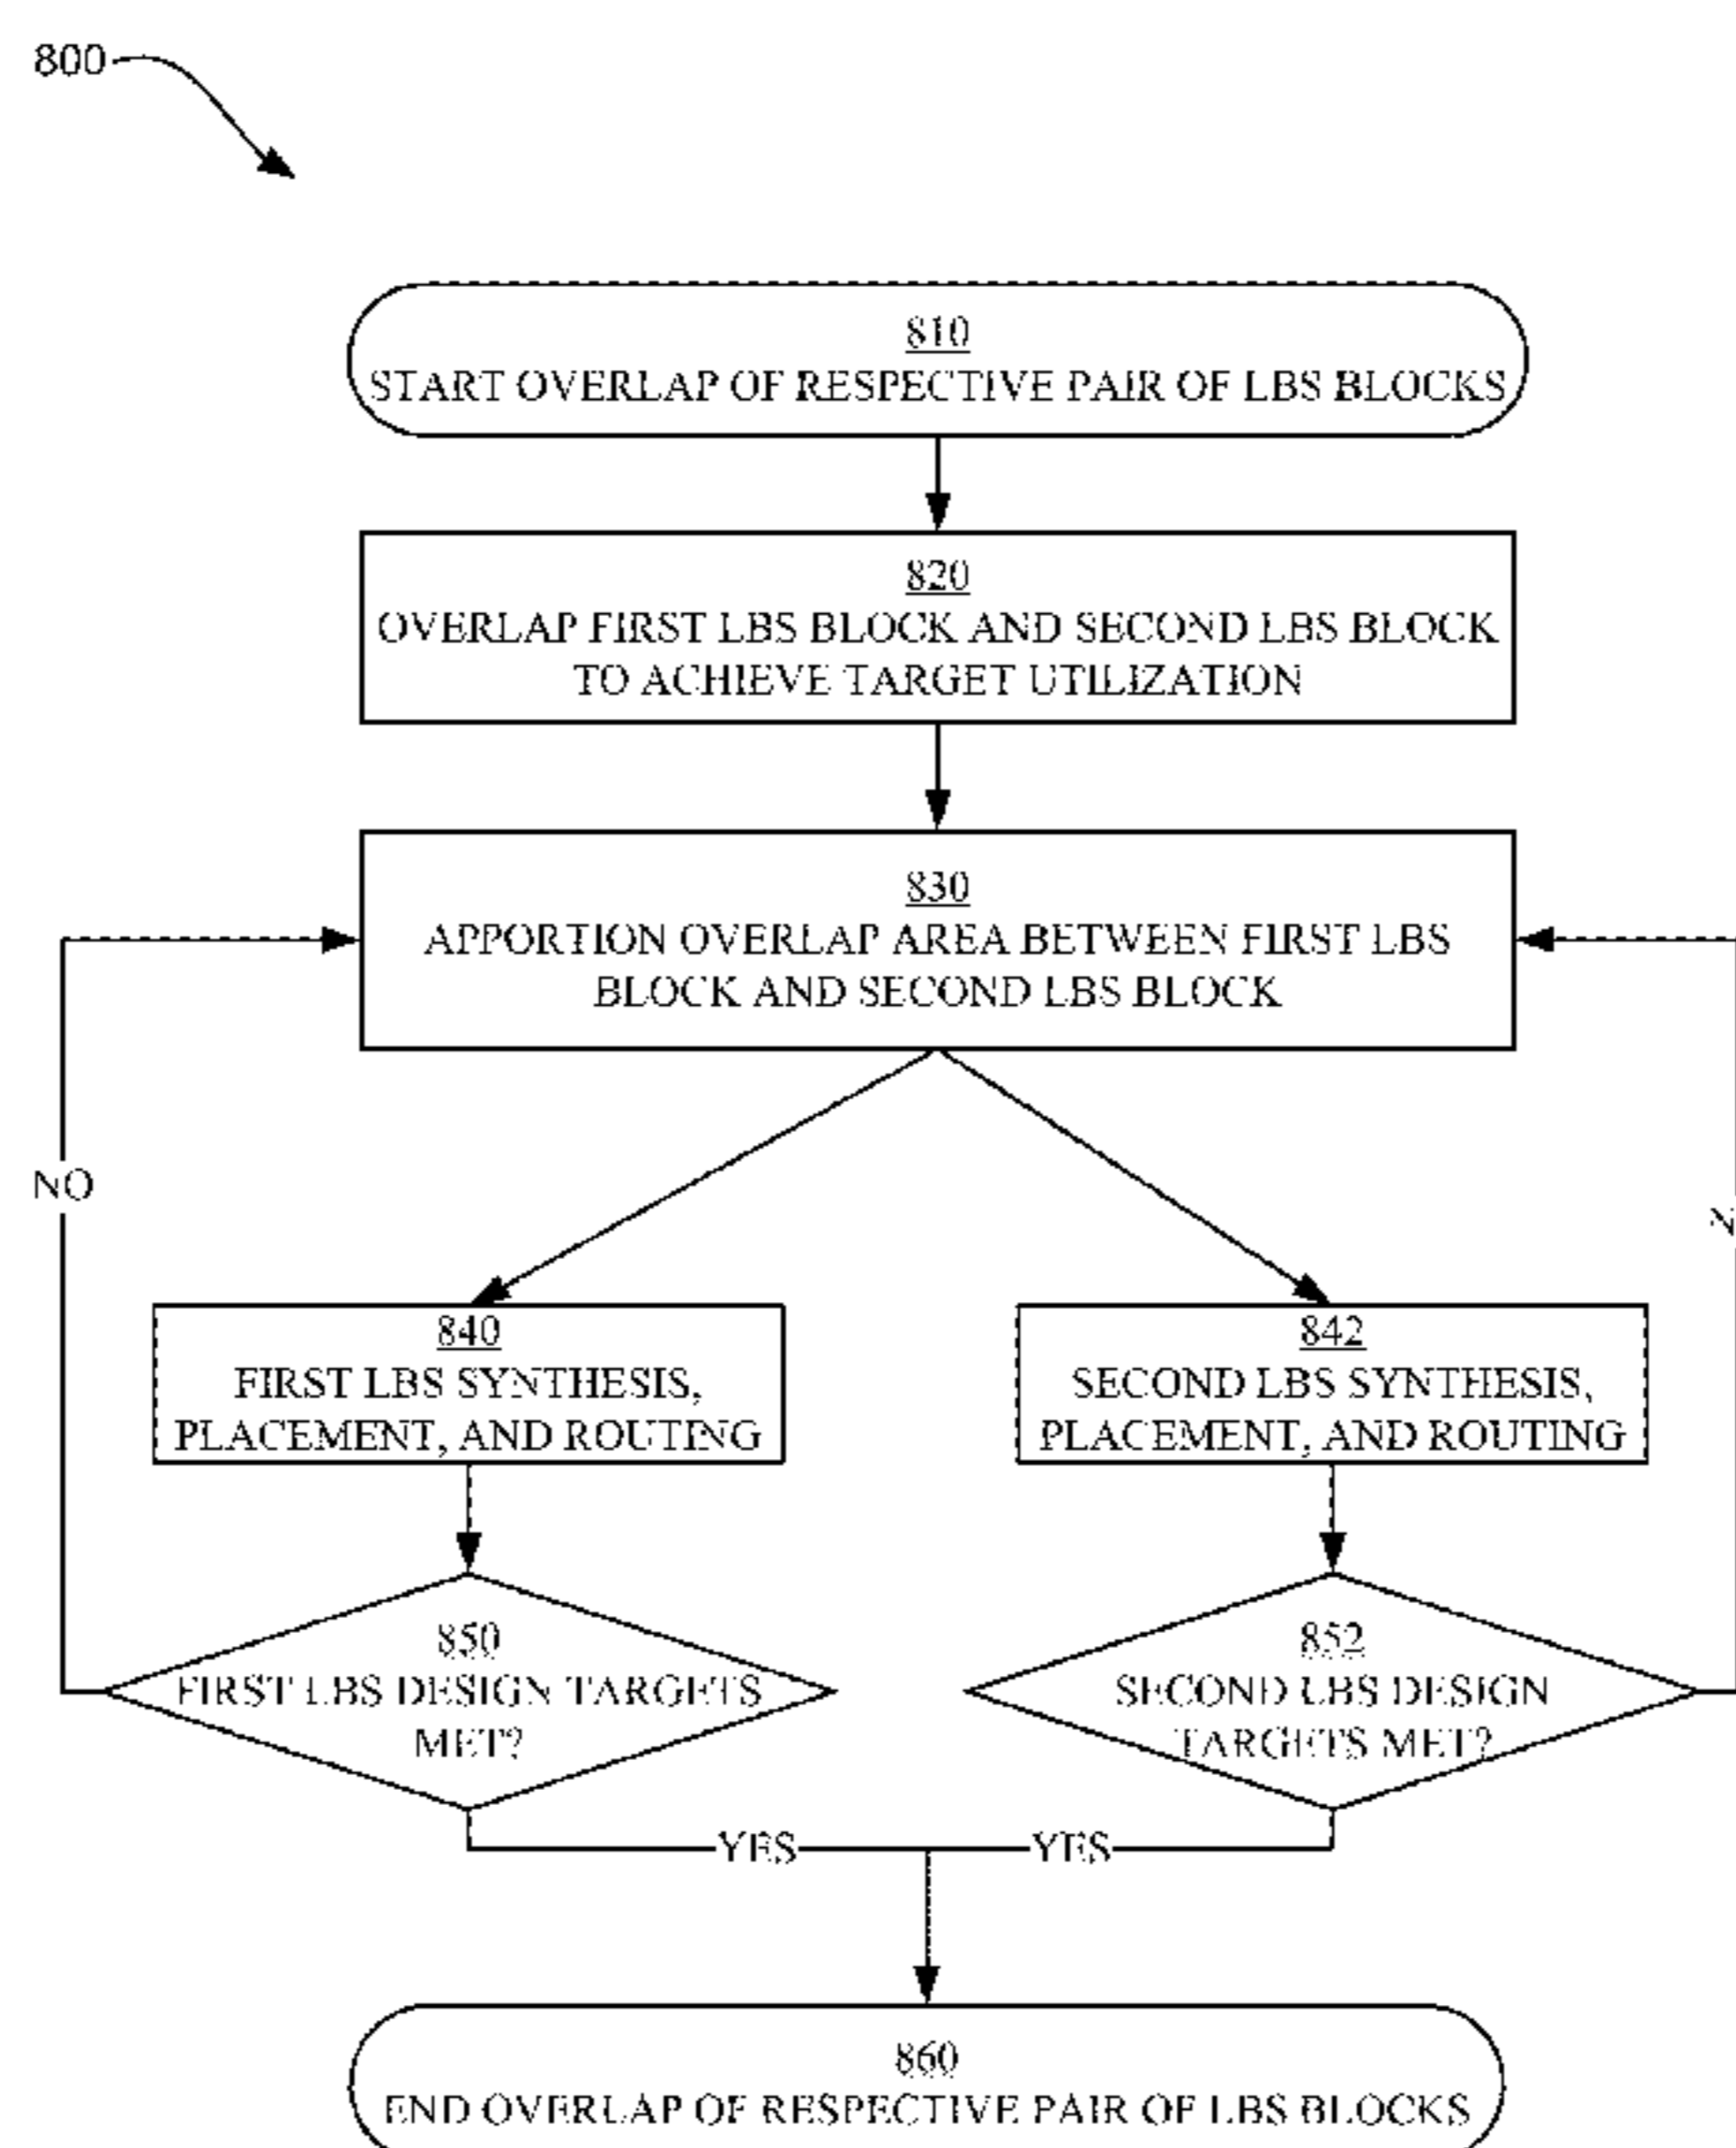 800
810
START OVERLAP OF RESPECTIVE PAIR OF LBS BLOCKS
820
OVERLAP FIRST LBS BLOCK AND SECOND LBS BLOCK
TO ACHIEVE TARGET UTILIZATION
830
APPORTION OVERLAP AREA BETWEEN FIRST LBS
BLOCK AND SECOND LBS BLOCK
NO
N
840
FIRST LBS SYNTHESIS,
PLACEMENT, AND ROUTING
842
SECOND LBS SYNTHESIS,
PLACEMENT, AND ROUTING
850
FIRST LBS DESIGN TARGETS
MET?
852
SECOND LBS DESIGN
TARGETS MET?
YES
YES
860
END OVERLAP OF RESPECTIVE PAIR OF LBS BLOCKS